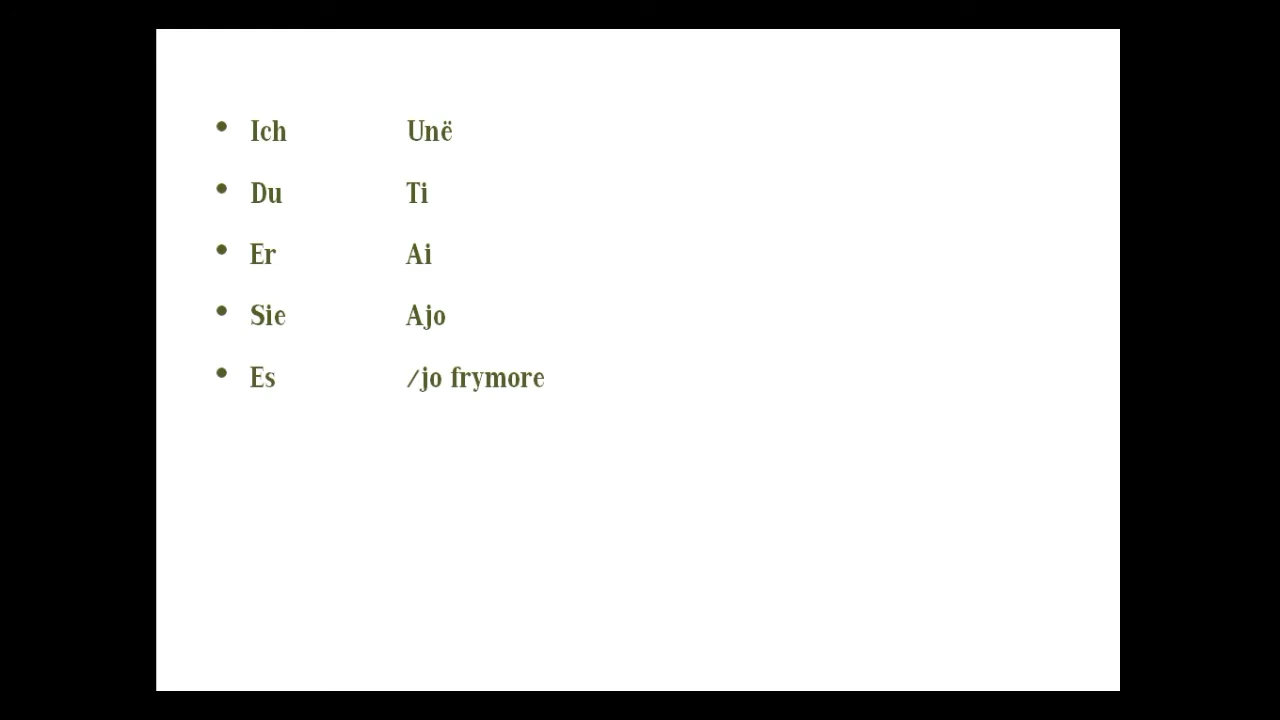 • Ich Unë
• Du Ti
• Er Ai
• Sie Ajo
• Es /jo frymore